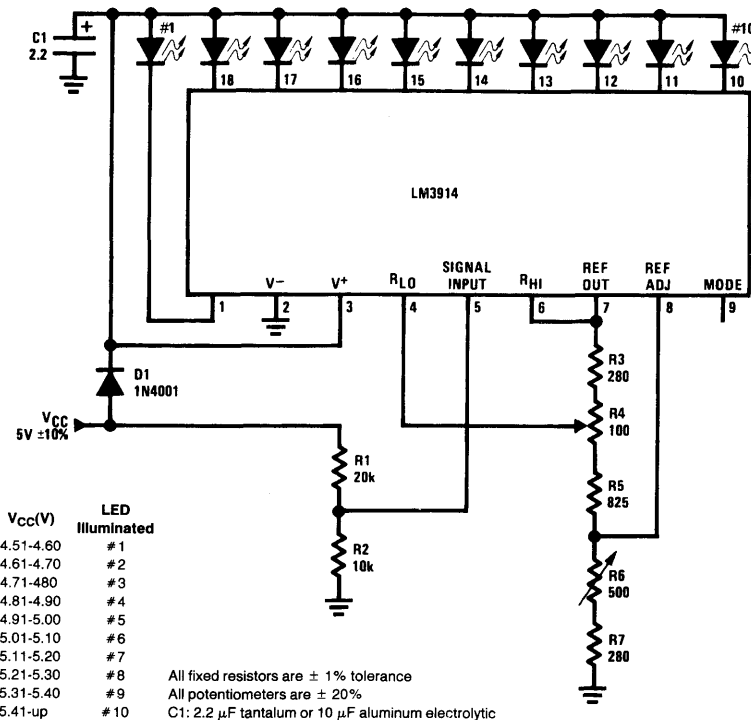 +
C1
2.2
#1
#10
18
17
16
15
14
13
12
11
10
LM3914
V−
V+
RLO
SIGNAL
INPUT
RHI
REF
OUT
REF
ADJ
MODE
1
2
3
4
5
6
7
8
9
D1
1N4001
VCC
5V ±10%
R3
280
R4
100
R1
20k
R5
825
R2
10k
R6
500
R7
280
VCC(V) LED
Illuminated
4.51-4.60 #1
4.61-4.70 #2
4.71-480 #3
4.81-4.90 #4
4.91-5.00 #5
5.01-5.10 #6
5.11-5.20 #7
5.21-5.30 #8
5.31-5.40 #9
5.41-up #10
All fixed resistors are ± 1% tolerance
All potentiometers are ± 20%
C1: 2.2 μF tantalum or 10 μF aluminum electrolytic